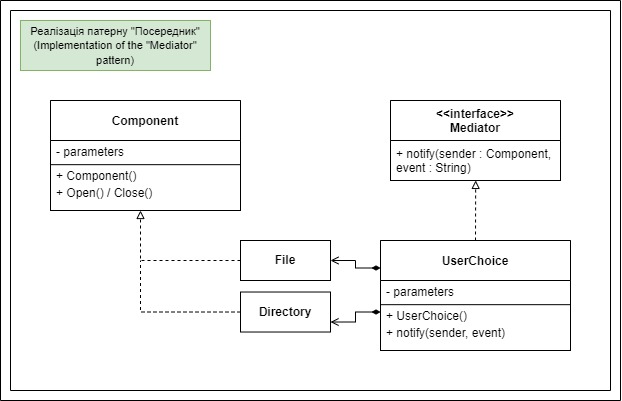 Реалізація патерну "Посередник"
(Implementation of the "Mediator"
pattern)
Component
- parameters
+ Component()
+ Open() / Close()
<<interface>>
Mediator
+ notify(sender : Component,
event : String)
File
Directory
UserChoice
- parameters
+ UserChoice()
+ notify(sender, event)